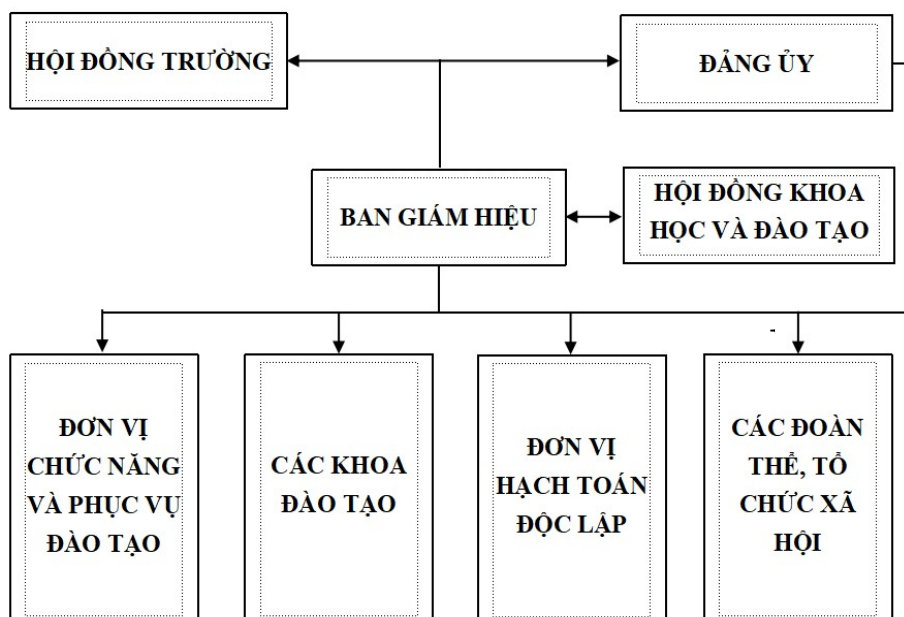 HỘI ĐỒNG TRƯỜNG
ĐẢNG ỦY
BAN GIÁM HIỆU
HỘI ĐỒNG KHOA
HỌC VÀ ĐÀO TẠO
ĐƠN VỊ
CHỨC NĂNG
VÀ PHỤC VỤ
ĐÀO TẠO
CÁC KHOA
ĐÀO TẠO
ĐƠN VỊ
HẠCH TOÁN
ĐỘC LẬP
CÁC ĐOÀN
THỂ, TỔ
CHỨC XÃ
HỘI